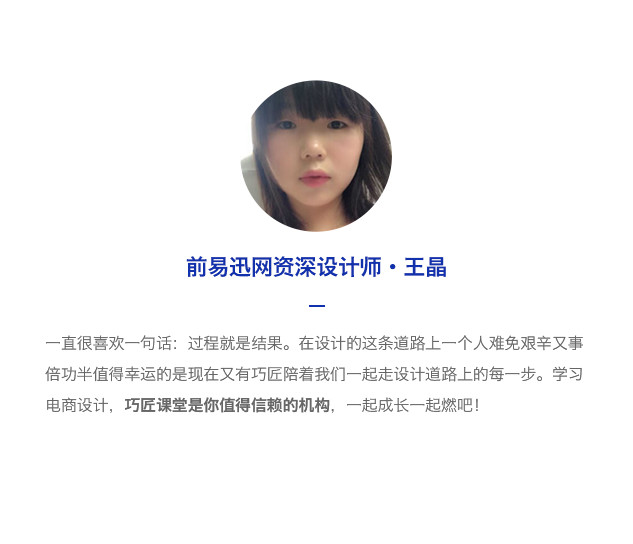 前易迅网资深设计师·王晶
一直很喜欢一句话：过程就是结果。在设计的这条道路上一个人难免艰辛又事
倍功半值得幸运的是现在又有巧匠陪着我们一起走设计道路上的每一步。学习
电商设计，巧匠课堂是你值得信赖的机构，一起成长一起燃吧！